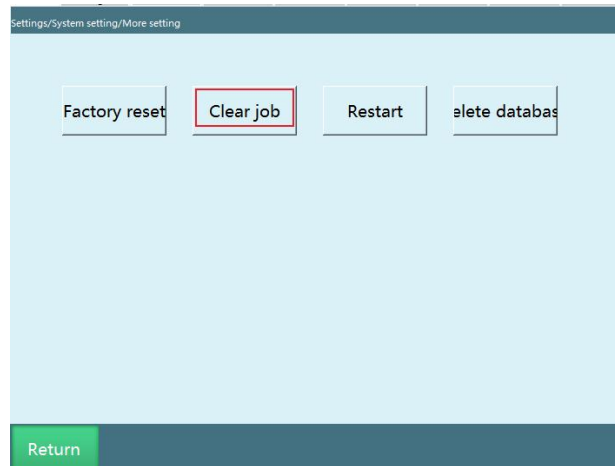 Settings/System setting/More setting
Factory reset
Clear job
Restart
elete databas
Return